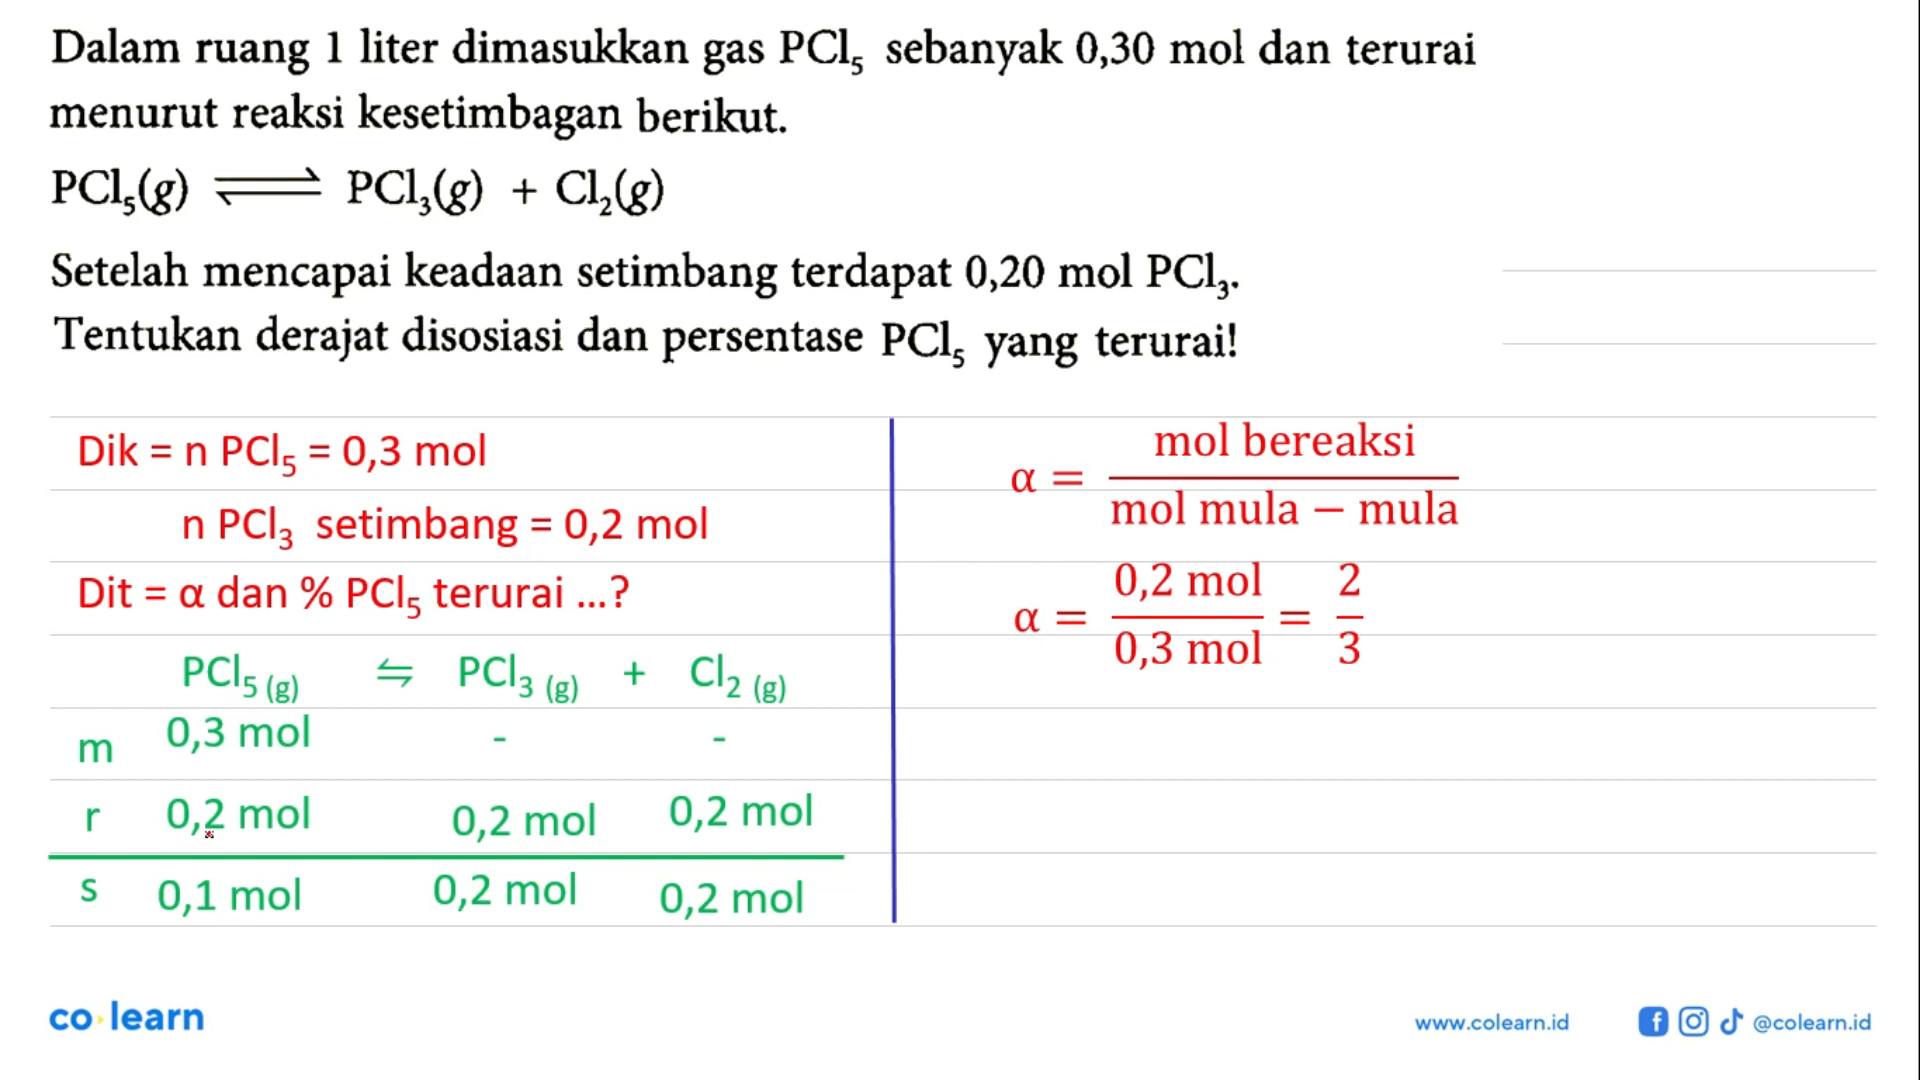 Dalam ruang 1 liter dimasukkan gas PCl₅ sebanyak 0,30 mol dan terurai
menurut reaksi kesetimbagan berikut.
PCl₅(g) ⇌ PCl₃(g) + Cl₂(g)
Setelah mencapai keadaan setimbang terdapat 0,20 mol PCl₃.
Tentukan derajat disosiasi dan persentase PCl₅ yang terurai!
Dik = n PCl₅ = 0,3 mol
n PCl₃ setimbang = 0,2 mol
Dit = α dan % PCl₅ terurai ...?
PCl₅ (g) ⇋ PCl₃ (g) + Cl₂ (g)
m 0,3 mol - -
r 0,2 mol 0,2 mol 0,2 mol
s 0,1 mol 0,2 mol 0,2 mol
α = mol bereaksi / mol mula − mula
α = 0,2 mol / 0,3 mol = 2 / 3
co learn
www.colearn.id
@colearn.id